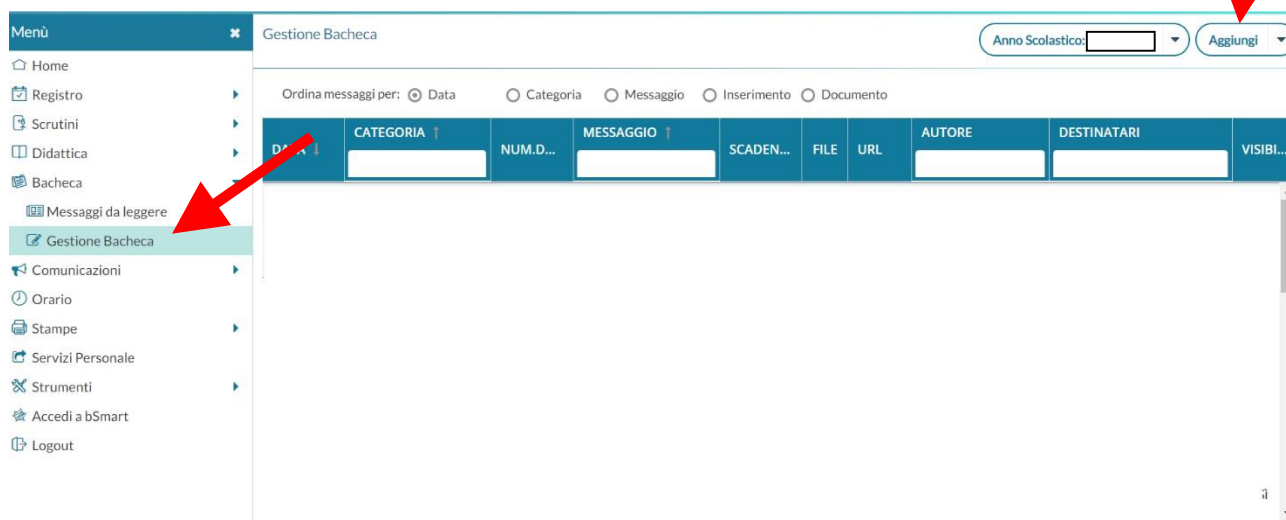 Menù
Home
Registro
Scrutini
Didattica
Bacheca
Messaggi da leggere
Gestione Bacheca
Comunicazioni
Orario
Stampe
Servizi Personale
Strumenti
Accedi a bSmart
Logout
Gestione Bacheca
Anno Scolastico:
Aggiungi
Ordina messaggi per: Data Categoria Messaggio Inserimento Documento
CATEGORIA NUM.D... MESSAGGIO SCADEN... FILE URL AUTORE DESTINATARI VISIBI...